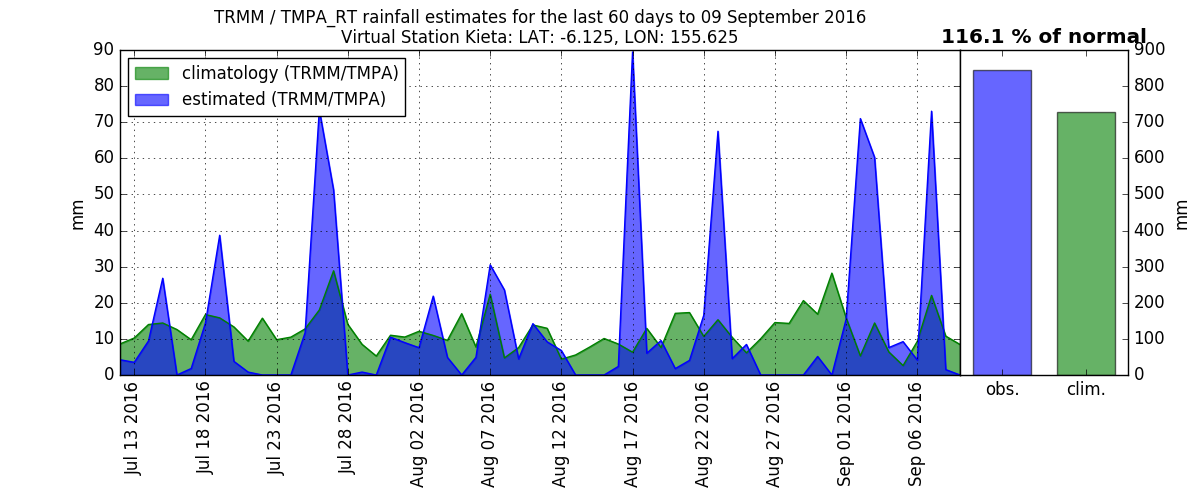 TRMM / TMPA_RT rainfall estimates for the last 60 days to 09 September 2016
Virtual Station Kieta: LAT: -6.125, LON: 155.625
116.1 % of normal
climatology (TRMM/TMPA)
estimated (TRMM/TMPA)
90
80
70
60
50
40
30
20
10
0
mm
Jul 13 2016
Jul 18 2016
Jul 23 2016
Jul 28 2016
Aug 02 2016
Aug 07 2016
Aug 12 2016
Aug 17 2016
Aug 22 2016
Aug 27 2016
Sep 01 2016
Sep 06 2016
obs.
clim.
900
800
700
600
500
400
300
200
100
0
mm